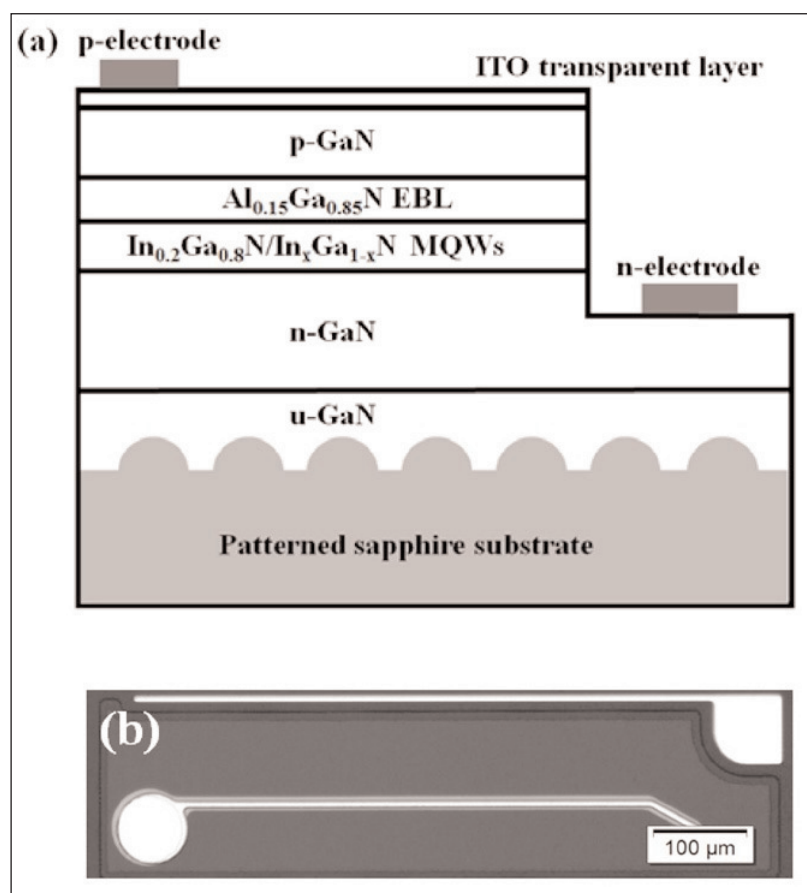 (a)
p-electrode
ITO transparent layer
p-GaN
Al₀.₁₅Ga₀.₈₅N EBL
In₀.₂Ga₀.₈N/InₓGa₁₋ₓN MQWs
n-electrode
n-GaN
u-GaN
Patterned sapphire substrate
(b)
100 µm